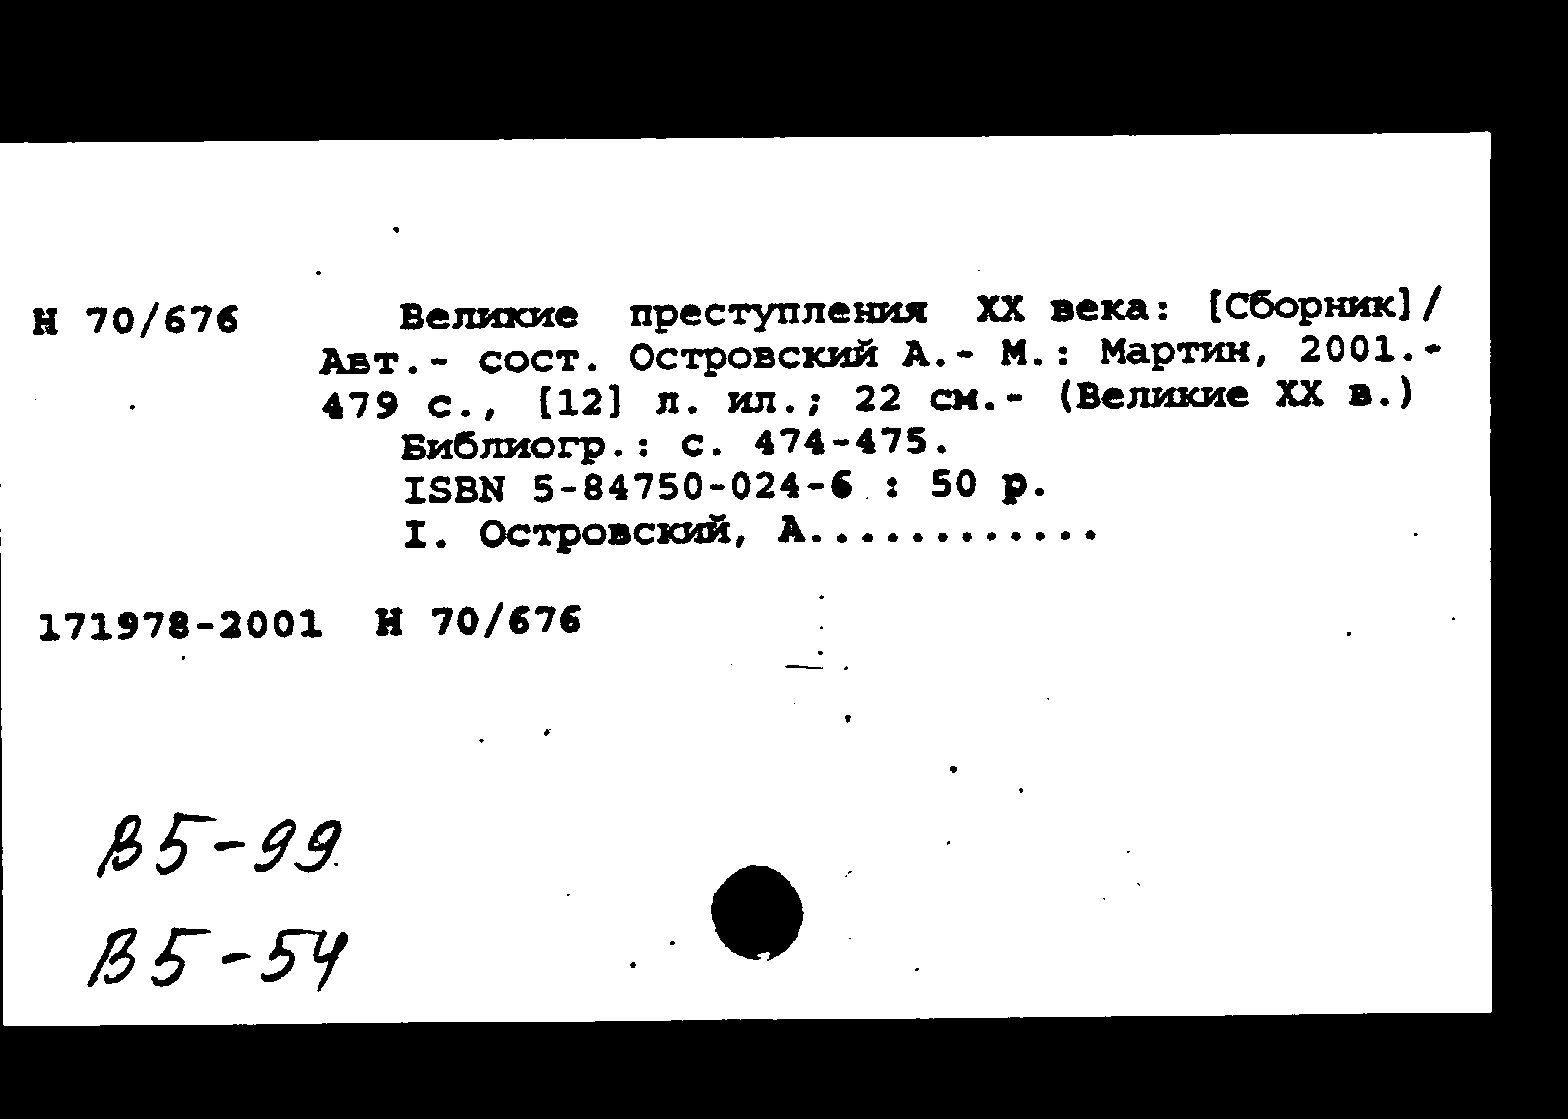 Н 70/676 Великие преступления XX века: [Сборник]/
Авт.- сост. Островский А.- М.: Мартин, 2001.-
479 с., [12] л. ил.; 22 см.- (Великие XX в.)
Библиогр.: с. 474-475.
ISBN 5-84750-024-6 : 50 р.
I. Островский, А............
171978-2001 Н 70/676
В5-99
В5-54